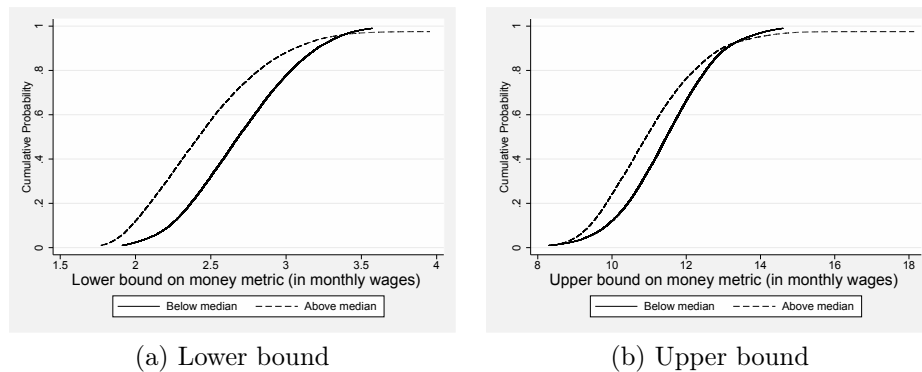 Cumulative Probability
0 .2 .4 .6 .8 1
1.5 2 2.5 3 3.5 4
Lower bound on money metric (in monthly wages)
Below median Above median
(a) Lower bound
Cumulative Probability
0 .2 .4 .6 .8 1
8 10 12 14 16 18
Upper bound on money metric (in monthly wages)
Below median Above median
(b) Upper bound